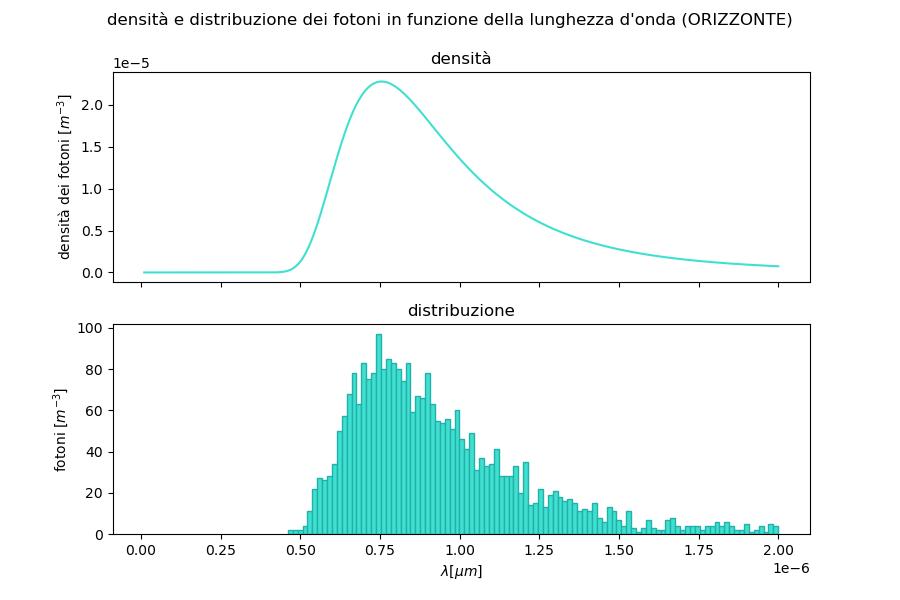 densità e distribuzione dei fotoni in funzione della lunghezza d'onda (ORIZZONTE)
densità
1e−5
densità dei fotoni [m⁻³]
2.0
1.5
1.0
0.5
0.0
distribuzione
fotoni [m⁻³]
100
80
60
40
20
0
0.00 0.25 0.50 0.75 1.00 1.25 1.50 1.75 2.00
1e−6
λ[μm]